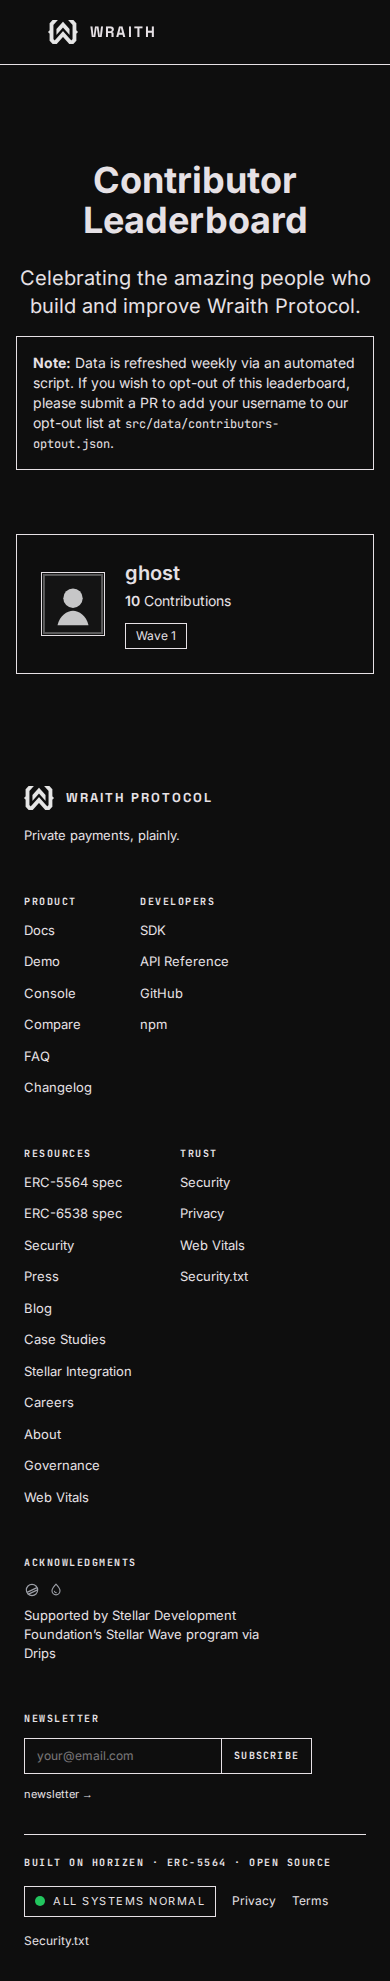 WRAITH
Contributor
Leaderboard
Celebrating the amazing people who
build and improve Wraith Protocol.
Note: Data is refreshed weekly via an automated
script. If you wish to opt-out of this leaderboard,
please submit a PR to add your username to our
opt-out list at src/data/contributors-
optout.json.
ghost
10 Contributions
Wave 1
WRAITH PROTOCOL
Private payments, plainly.
PRODUCT
Docs
Demo
Console
Compare
FAQ
Changelog
DEVELOPERS
SDK
API Reference
GitHub
npm
RESOURCES
ERC-5564 spec
ERC-6538 spec
Security
Press
Blog
Case Studies
Stellar Integration
Careers
About
Governance
Web Vitals
TRUST
Security
Privacy
Web Vitals
Security.txt
ACKNOWLEDGMENTS
Supported by Stellar Development
Foundation's Stellar Wave program via
Drips
NEWSLETTER
your@email.com SUBSCRIBE
newsletter →
BUILT ON HORIZEN · ERC-5564 · OPEN SOURCE
ALL SYSTEMS NORMAL Privacy Terms
Security.txt